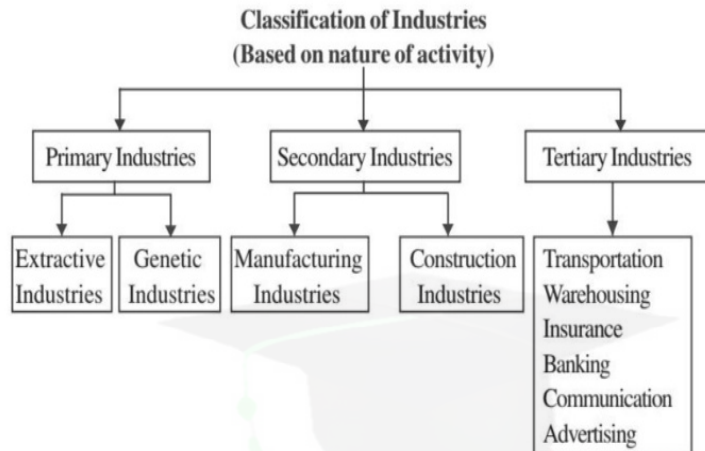 Classification of Industries
(Based on nature of activity)
Primary Industries
Secondary Industries
Tertiary Industries
Extractive
Industries
Genetic
Industries
Manufacturing
Industries
Construction
Industries
Transportation
Warehousing
Insurance
Banking
Communication
Advertising